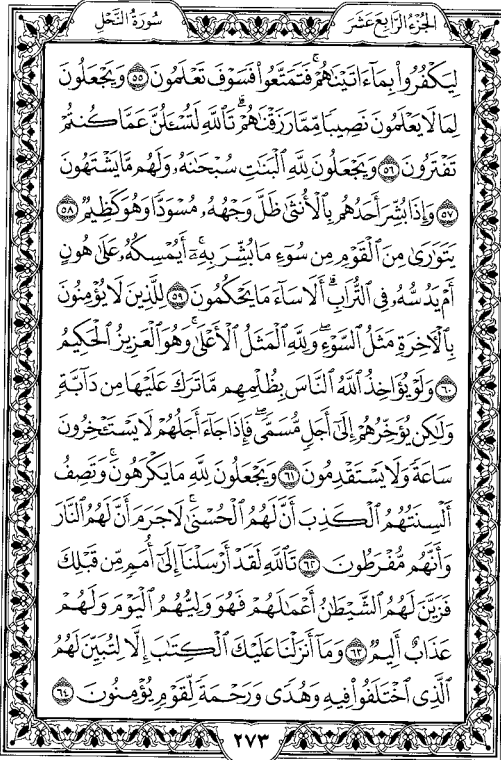 الجزء الرابع عشر
سورة النحل
لِيَكْفُرُوا۟ بِمَآ ءَاتَيْنَٰهُمْ ۚ فَتَمَتَّعُوا۟ ۖ فَسَوْفَ تَعْلَمُونَ ٥٥ وَيَجْعَلُونَ
لِمَا لَا يَعْلَمُونَ نَصِيبًا مِّمَّا رَزَقْنَٰهُمْ ۗ تَٱللَّهِ لَتُسْـَٔلُنَّ عَمَّا كُنتُمْ
تَفْتَرُونَ ٥٦ وَيَجْعَلُونَ لِلَّهِ ٱلْبَنَٰتِ سُبْحَٰنَهُۥ ۙ وَلَهُم مَّا يَشْتَهُونَ
٥٧ وَإِذَا بُشِّرَ أَحَدُهُم بِٱلْأُنثَىٰ ظَلَّ وَجْهُهُۥ مُسْوَدًّا وَهُوَ كَظِيمٌ ٥٨
يَتَوَٰرَىٰ مِنَ ٱلْقَوْمِ مِن سُوٓءِ مَا بُشِّرَ بِهِۦٓ ۚ أَيُمْسِكُهُۥ عَلَىٰ هُونٍ
أَمْ يَدُسُّهُۥ فِى ٱلتُّرَابِ ۗ أَلَا سَآءَ مَا يَحْكُمُونَ ٥٩ لِلَّذِينَ لَا يُؤْمِنُونَ
بِٱلْءَاخِرَةِ مَثَلُ ٱلسَّوْءِ ۖ وَلِلَّهِ ٱلْمَثَلُ ٱلْأَعْلَىٰ ۚ وَهُوَ ٱلْعَزِيزُ ٱلْحَكِيمُ
٦٠ وَلَوْ يُؤَاخِذُ ٱللَّهُ ٱلنَّاسَ بِظُلْمِهِم مَّا تَرَكَ عَلَيْهَا مِن دَآبَّةٍ
وَلَٰكِن يُؤَخِّرُهُمْ إِلَىٰٓ أَجَلٍ مُّسَمًّى ۖ فَإِذَا جَآءَ أَجَلُهُمْ لَا يَسْتَـْٔخِرُونَ
سَاعَةً وَلَا يَسْتَقْدِمُونَ ٦١ وَيَجْعَلُونَ لِلَّهِ مَا يَكْرَهُونَ ۚ وَتَصِفُ
أَلْسِنَتُهُمُ ٱلْكَذِبَ أَنَّ لَهُمُ ٱلْحُسْنَىٰ ۖ لَا جَرَمَ أَنَّ لَهُمُ ٱلنَّارَ
وَأَنَّهُم مُّفْرَطُونَ ٦٢ تَٱللَّهِ لَقَدْ أَرْسَلْنَآ إِلَىٰٓ أُمَمٍ مِّن قَبْلِكَ
فَزَيَّنَ لَهُمُ ٱلشَّيْطَٰنُ أَعْمَٰلَهُمْ فَهُوَ وَلِيُّهُمُ ٱلْيَوْمَ وَلَهُمْ
عَذَابٌ أَلِيمٌ ٦٣ وَمَآ أَنزَلْنَا عَلَيْكَ ٱلْكِتَٰبَ إِلَّا لِتُبَيِّنَ لَهُمُ
ٱلَّذِى ٱخْتَلَفُوا۟ فِيهِ ۙ وَهُدًى وَرَحْمَةً لِّقَوْمٍ يُؤْمِنُونَ ٦٤
٢٧٣